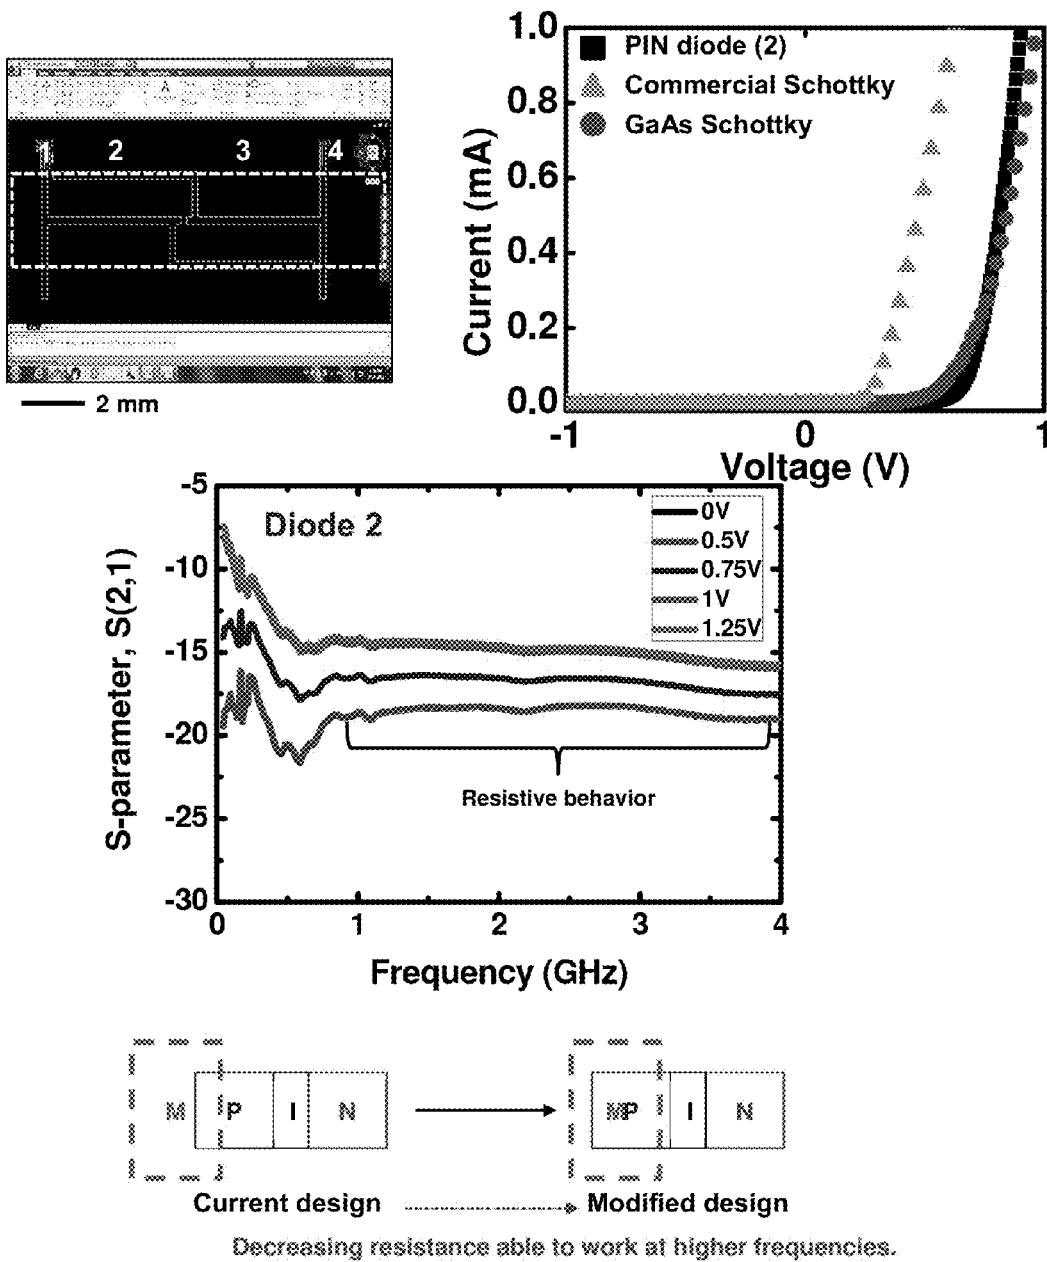 1 2 3 4
2 mm
1.0
0.8
0.6
0.4
0.2
0.0
Current (mA)
PIN diode (2)
Commercial Schottky
GaAs Schottky
-1 0 1
Voltage (V)
-5
-10
-15
-20
-25
-30
S-parameter, S(2,1)
Diode 2
0V
0.5V
0.75V
1V
1.25V
Resistive behavior
0 1 2 3 4
Frequency (GHz)
M P I N
MP I N
Current design
Modified design
Decreasing resistance able to work at higher frequencies.